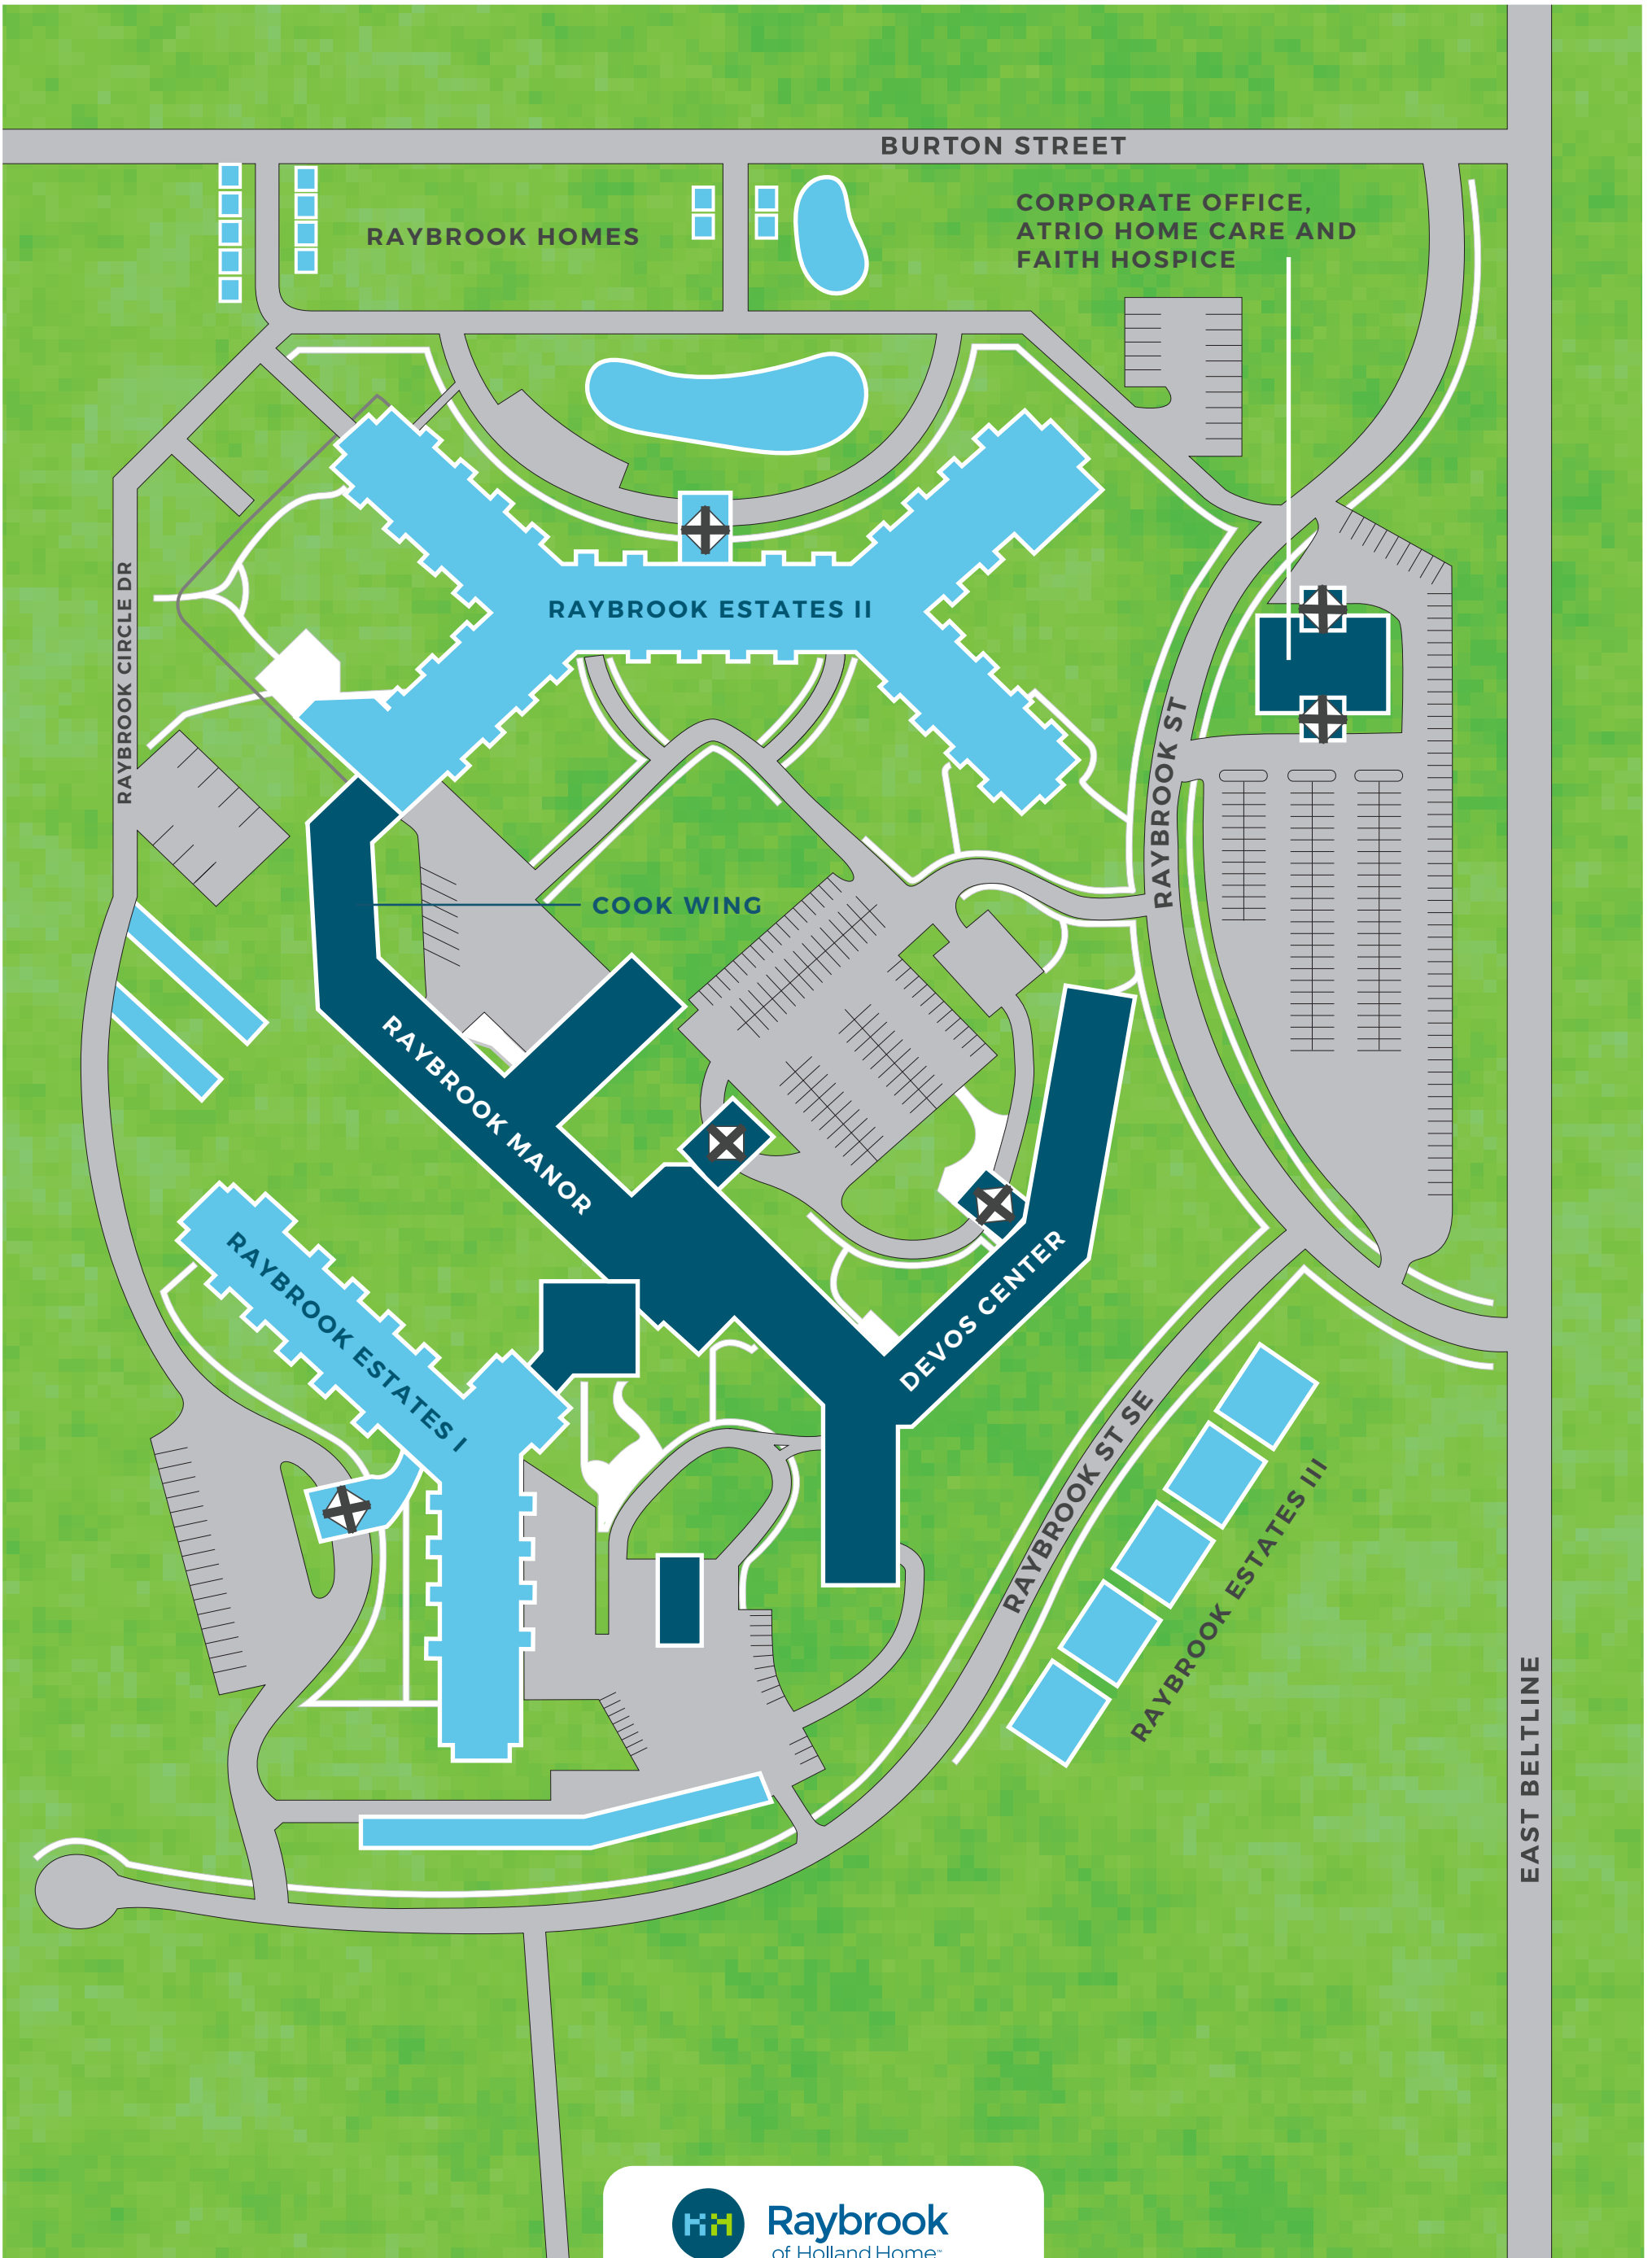 BURTON STREET
CORPORATE OFFICE,
ATRIO HOME CARE AND
FAITH HOSPICE
RAYBROOK HOMES
RAYBROOK CIRCLE DR
RAYBROOK ESTATES II
RAYBROOK ST
COOK WING
RAYBROOK MANOR
RAYBROOK ESTATES I
DEVOS CENTER
RAYBROOK ST SE
RAYBROOK ESTATES III
EAST BELTLINE
HH Raybrook
of Holland Home™